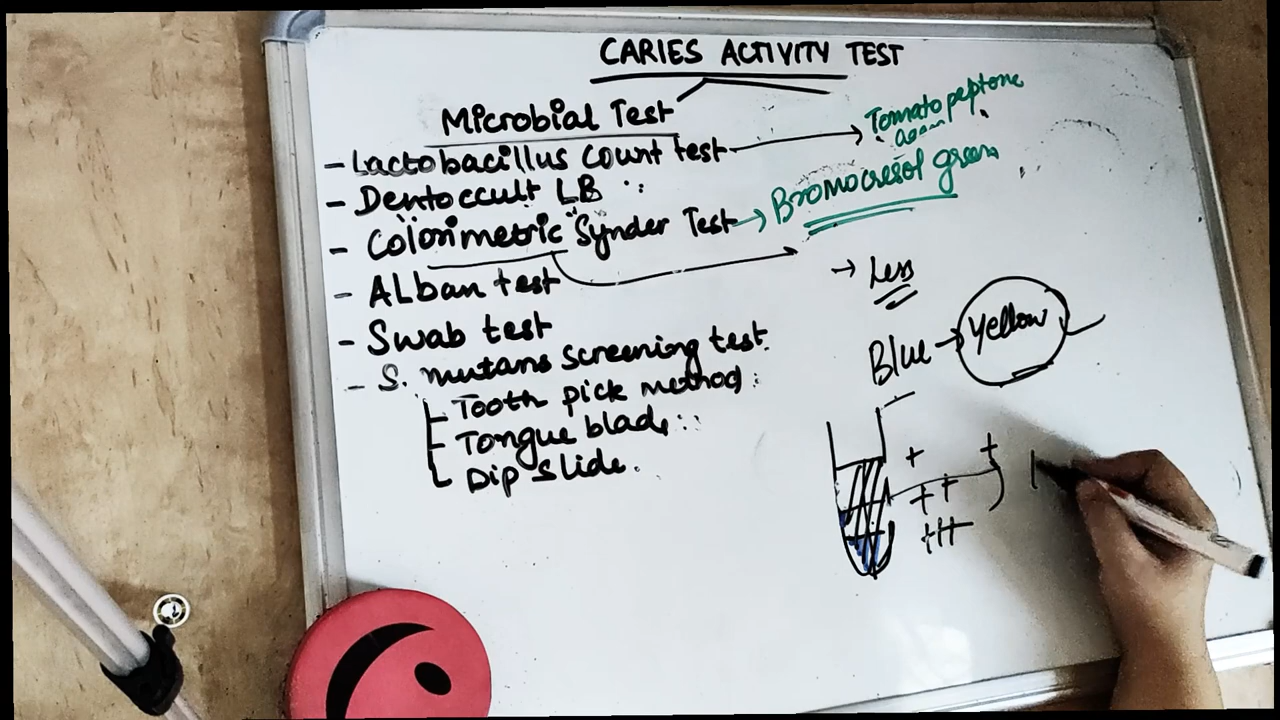 CARIES ACTIVITY TEST
Microbial Test
- Lactobacillus count test → Tomato peptone
agar
- Dentoccult LB
- Colorimetric "Synder Test → Bromocresol green
- ALban test
- Swab test
- S. mutans screening test
Tooth pick method
Tongue blade
Dip Slide
→ Less
Blue → yellow
+ +
++
+++